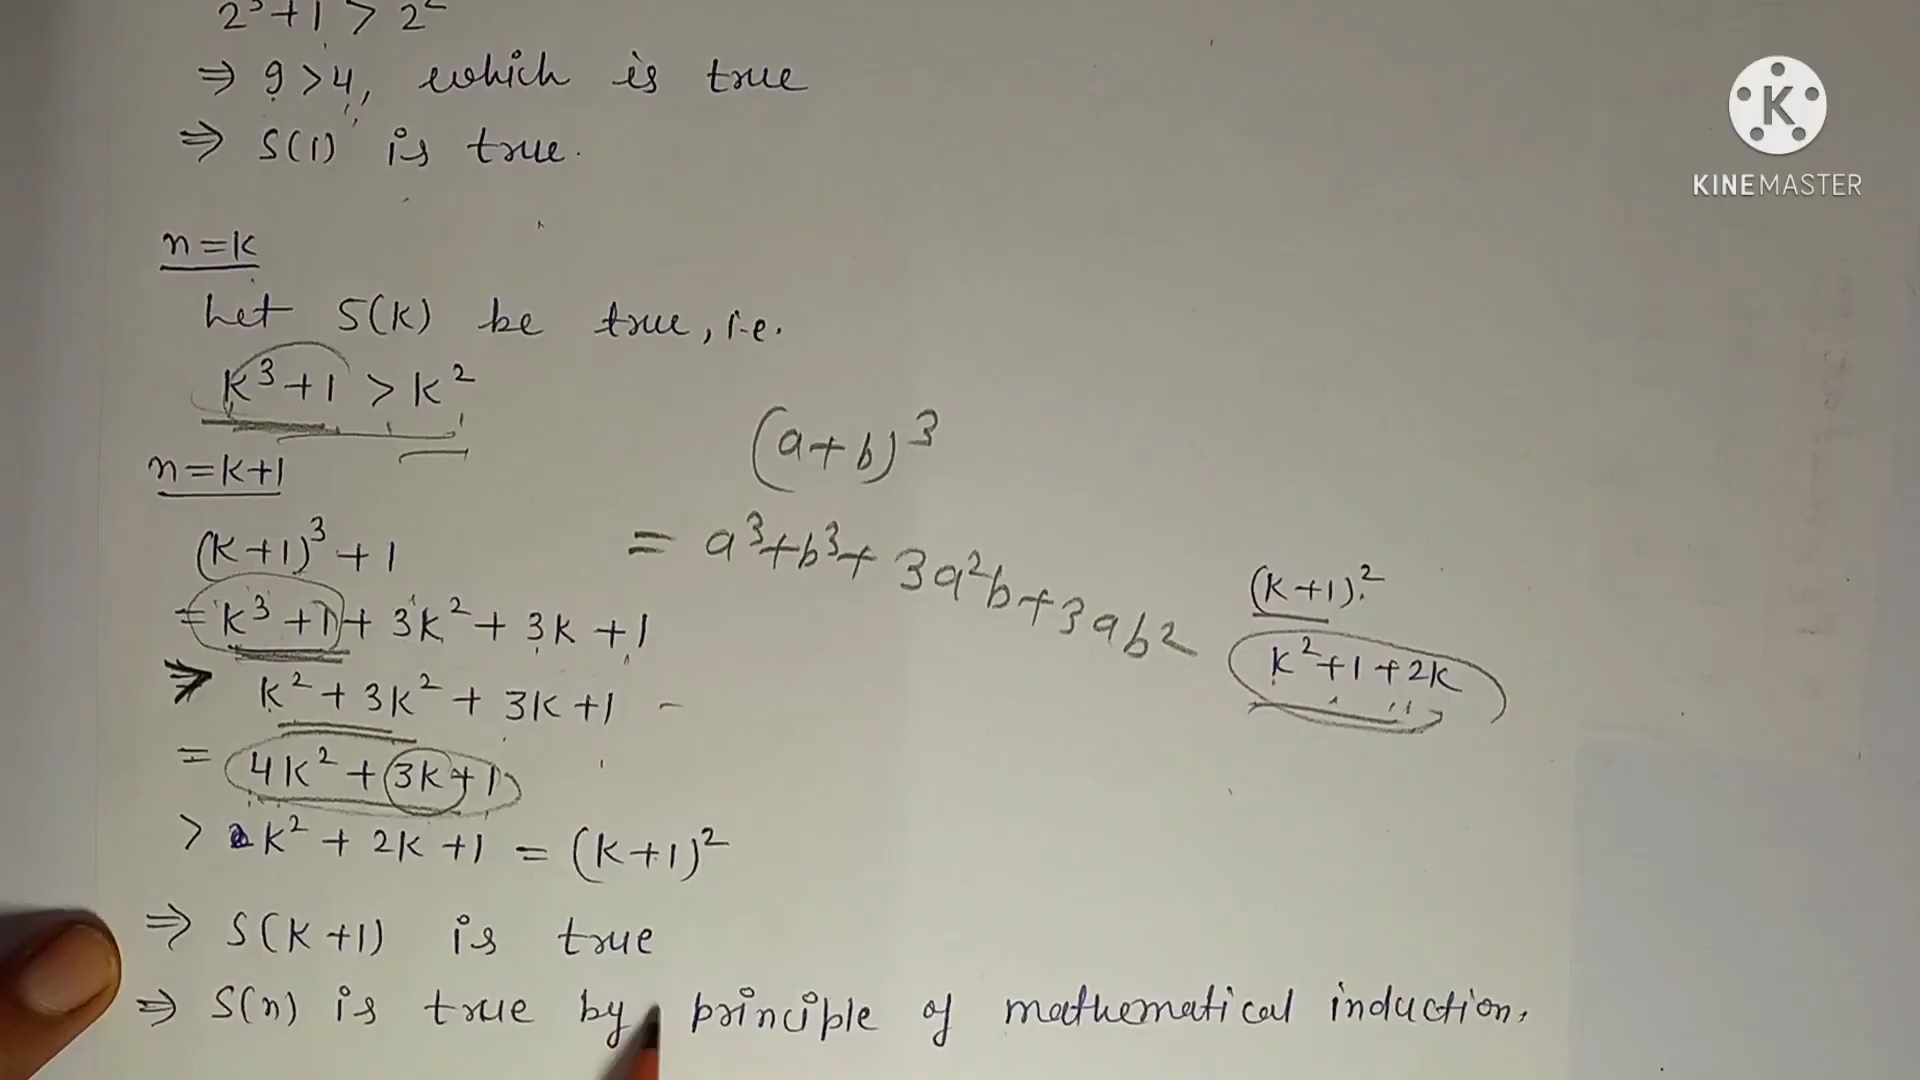 2³+1 > 2²
⇒ 9 > 4, which is true
⇒ S(1) is true.
n=k
Let S(k) be true, i.e.
k³+1 > k²
n=k+1
(k+1)³+1
= k³+1+3k²+3k+1
> k²+3k²+3k+1
= 4k²+3k+1
> k²+2k+1 = (k+1)²
⇒ S(k+1) is true
⇒ S(n) is true by principle of mathematical induction.
(a+b)³
= a³+b³+3a²b+3ab²
(k+1)²
k²+1+2k
K
KINEMASTER